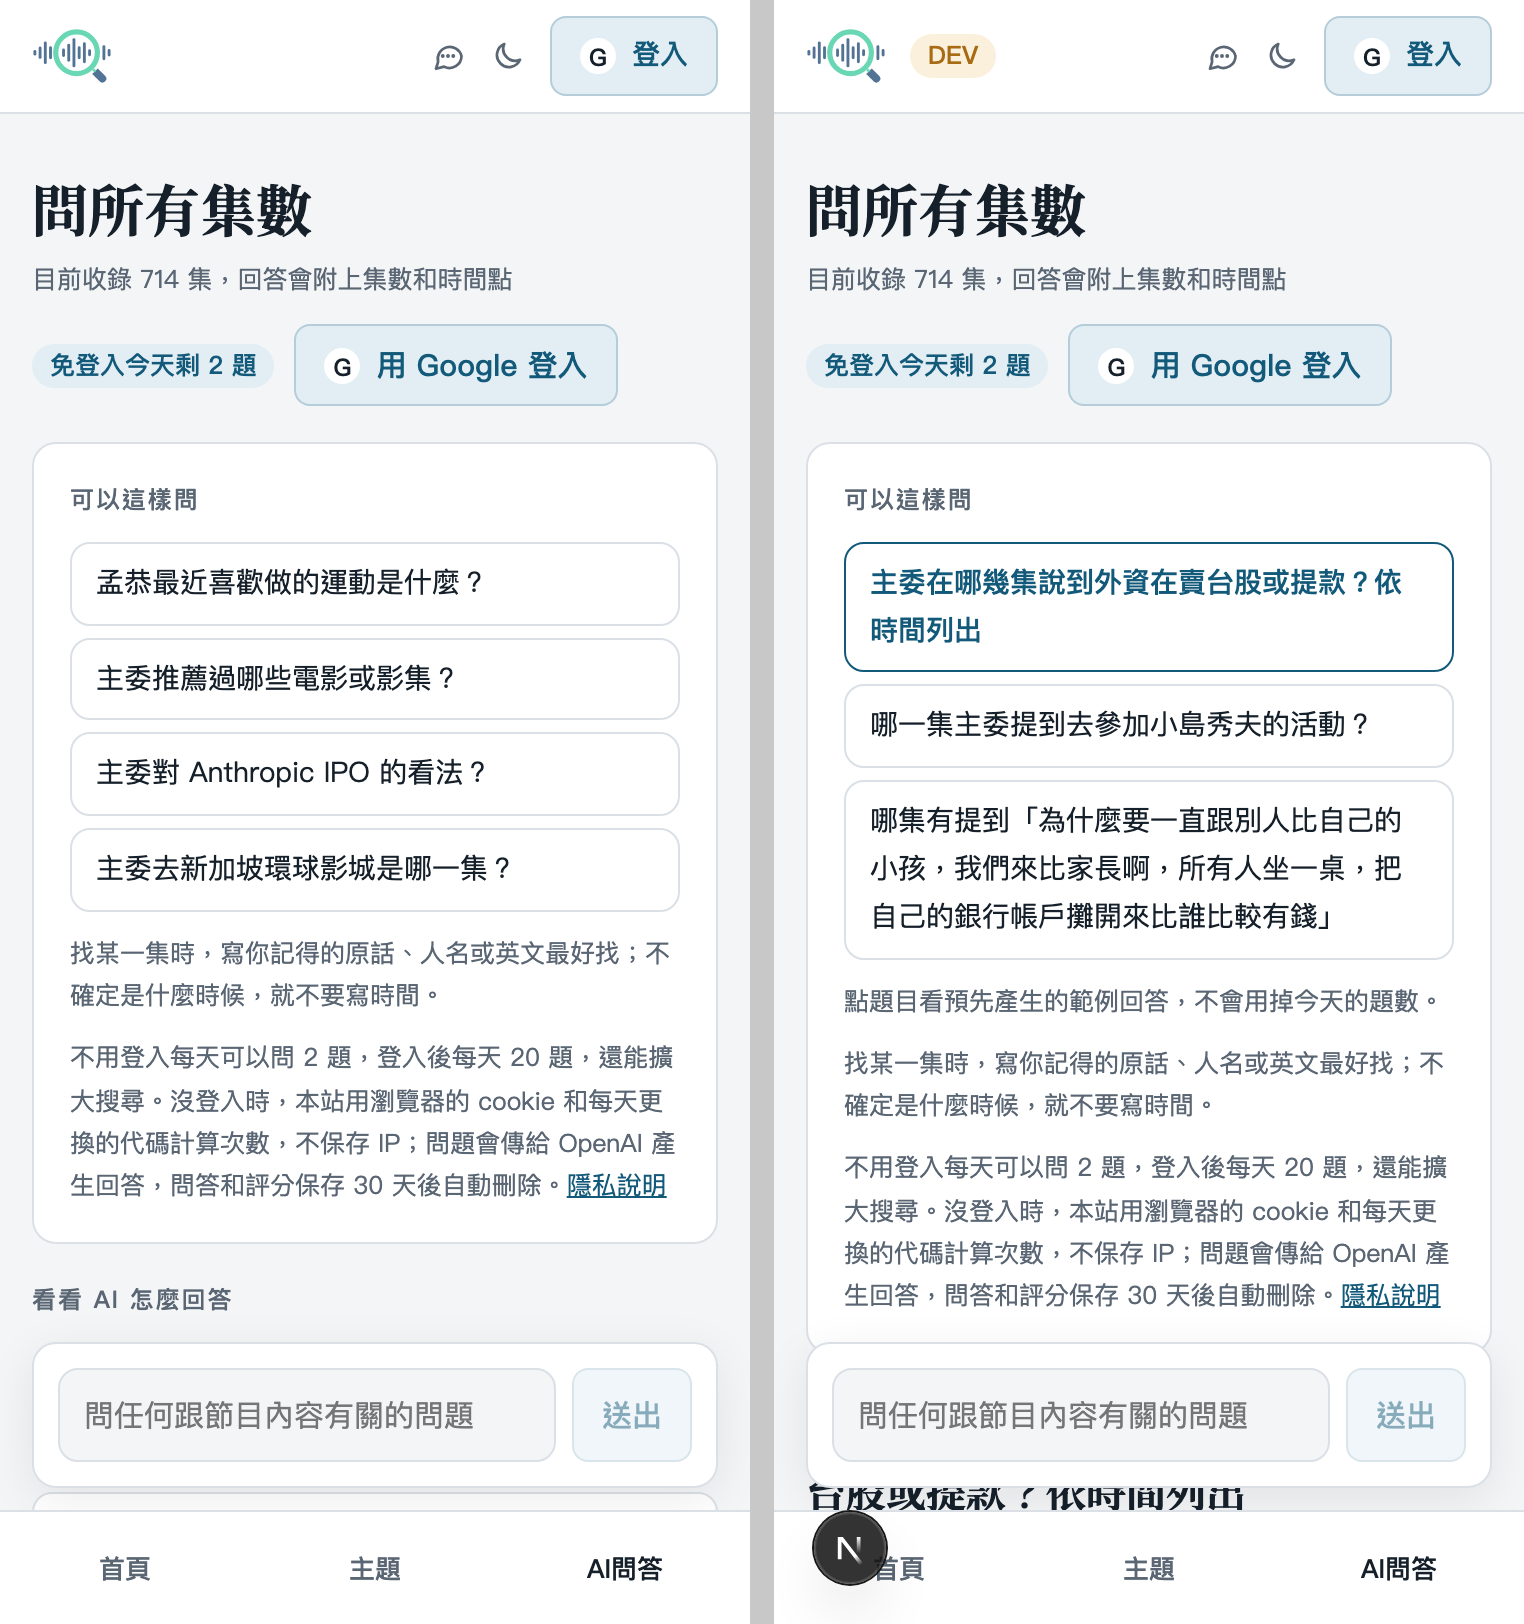 G 登入
問所有集數
目前收錄 714 集，回答會附上集數和時間點
免登入今天剩 2 題
G 用 Google 登入
可以這樣問
孟恭最近喜歡做的運動是什麼？
主委推薦過哪些電影或影集？
主委對 Anthropic IPO 的看法？
主委去新加坡環球影城是哪一集？
找某一集時，寫你記得的原話、人名或英文最好找；不
確定是什麼時候，就不要寫時間。
不用登入每天可以問 2 題，登入後每天 20 題，還能擴
大搜尋。沒登入時，本站用瀏覽器的 cookie 和每天更
換的代碼計算次數，不保存 IP；問題會傳給 OpenAI 產
生回答，問答和評分保存 30 天後自動刪除。隱私說明
看看 AI 怎麼回答
問任何跟節目內容有關的問題
送出
首頁
主題
AI問答
DEV
G 登入
問所有集數
目前收錄 714 集，回答會附上集數和時間點
免登入今天剩 2 題
G 用 Google 登入
可以這樣問
主委在哪幾集說到外資在賣台股或提款？依
時間列出
哪一集主委提到去參加小島秀夫的活動？
哪集有提到「為什麼要一直跟別人比自己的
小孩，我們來比家長啊，所有人坐一桌，把
自己的銀行帳戶攤開來比誰比較有錢」
點題目看預先產生的範例回答，不會用掉今天的題數。
找某一集時，寫你記得的原話、人名或英文最好找；不
確定是什麼時候，就不要寫時間。
不用登入每天可以問 2 題，登入後每天 20 題，還能擴
大搜尋。沒登入時，本站用瀏覽器的 cookie 和每天更
換的代碼計算次數，不保存 IP；問題會傳給 OpenAI 產
生回答，問答和評分保存 30 天後自動刪除。隱私說明
問任何跟節目內容有關的問題
送出
台股或提款？依時間列出
N
首頁
主題
AI問答